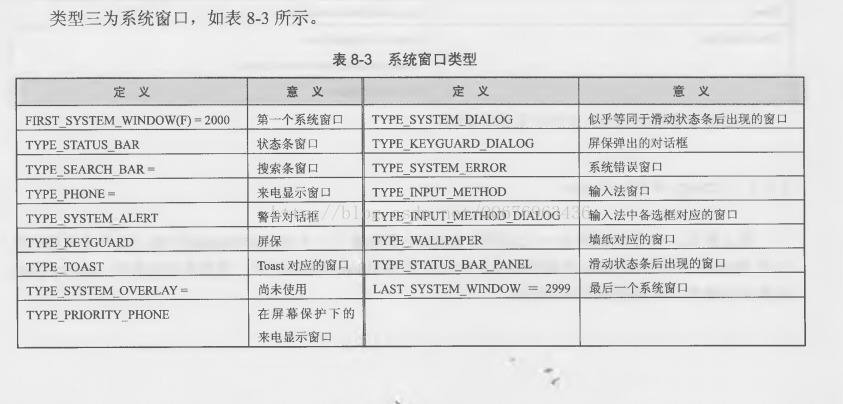 类型三为系统窗口，如表 8-3 所示。
表 8-3 系统窗口类型
定 义 意 义 定 义 意 义
FIRST_SYSTEM_WINDOW(F) = 2000 第一个系统窗口 TYPE_SYSTEM_DIALOG 似乎等同于滑动状态条后出现的窗口
TYPE_STATUS_BAR 状态条窗口 TYPE_KEYGUARD_DIALOG 屏保弹出的对话框
TYPE_SEARCH_BAR = 搜索条窗口 TYPE_SYSTEM_ERROR 系统错误窗口
TYPE_PHONE = 来电显示窗口 TYPE_INPUT_METHOD 输入法窗口
TYPE_SYSTEM_ALERT 警告对话框 TYPE_INPUT_METHOD_DIALOG 输入法中备选框对应的窗口
TYPE_KEYGUARD 屏保 TYPE_WALLPAPER 墙纸对应的窗口
TYPE_TOAST Toast 对应的窗口 TYPE_STATUS_BAR_PANEL 滑动状态条后出现的窗口
TYPE_SYSTEM_OVERLAY = 尚未使用 LAST_SYSTEM_WINDOW = 2999 最后一个系统窗口
TYPE_PRIORITY_PHONE 在屏幕保护下的
来电显示窗口